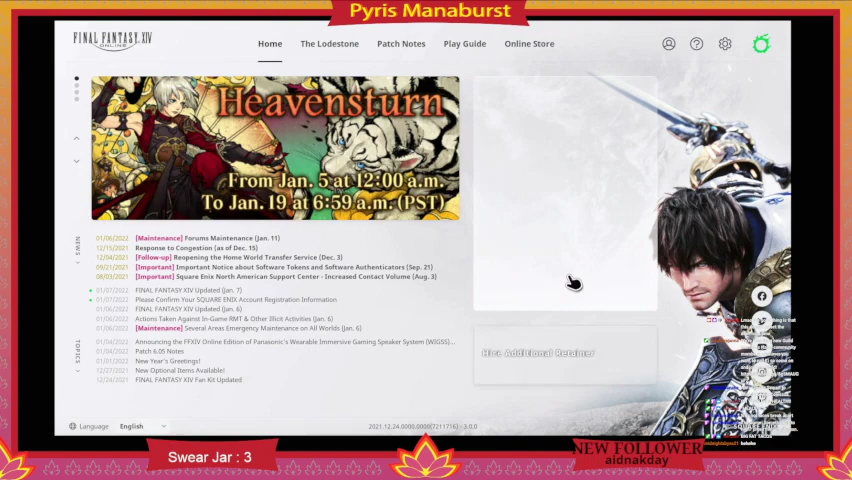 Pyris Manaburst
FINAL FANTASY XIV
ONLINE
Home
The Lodestone
Patch Notes
Play Guide
Online Store
Heavensturn
From Jan. 5 at 12:00 a.m.
To Jan. 19 at 6:59 a.m. (PST)
NEWS
01/06/2022 [Maintenance] Forums Maintenance (Jan. 11)
12/15/2021 Response to Congestion (as of Dec. 15)
12/04/2021 [Follow-up] Reopening the Home World Transfer Service (Dec. 3)
09/21/2021 [Important] Important Notice about Software Tokens and Software Authenticators (Sep. 21)
08/03/2021 [Important] Square Enix North American Support Center - Increased Contact Volume (Aug. 3)
01/07/2022 FINAL FANTASY XIV Updated (Jan. 7)
01/07/2022 Please Confirm Your SQUARE ENIX Account Registration Information
01/06/2022 FINAL FANTASY XIV Updated (Jan. 6)
01/06/2022 Actions Taken Against In-Game RMT & Other Illicit Activities (Jan. 6)
01/06/2022 [Maintenance] Several Areas Emergency Maintenance on All Worlds (Jan. 6)
TOPICS
01/04/2022 Announcing the FFXIV Online Edition of Panasonic's Wearable Immersive Gaming Speaker System (WIGSS)...
01/04/2022 Patch 6.05 Notes
01/01/2022 New Year's Greetings!
12/27/2021 New Optional Items Available!
12/24/2021 FINAL FANTASY XIV Fan Kit Updated
Hire Additional Retainer
Language
English
2021.12.24.0000.0000(7211716) - 3.0.0
SQUARE ENIX
Swear Jar : 3
NEW FOLLOWER
aidnakday